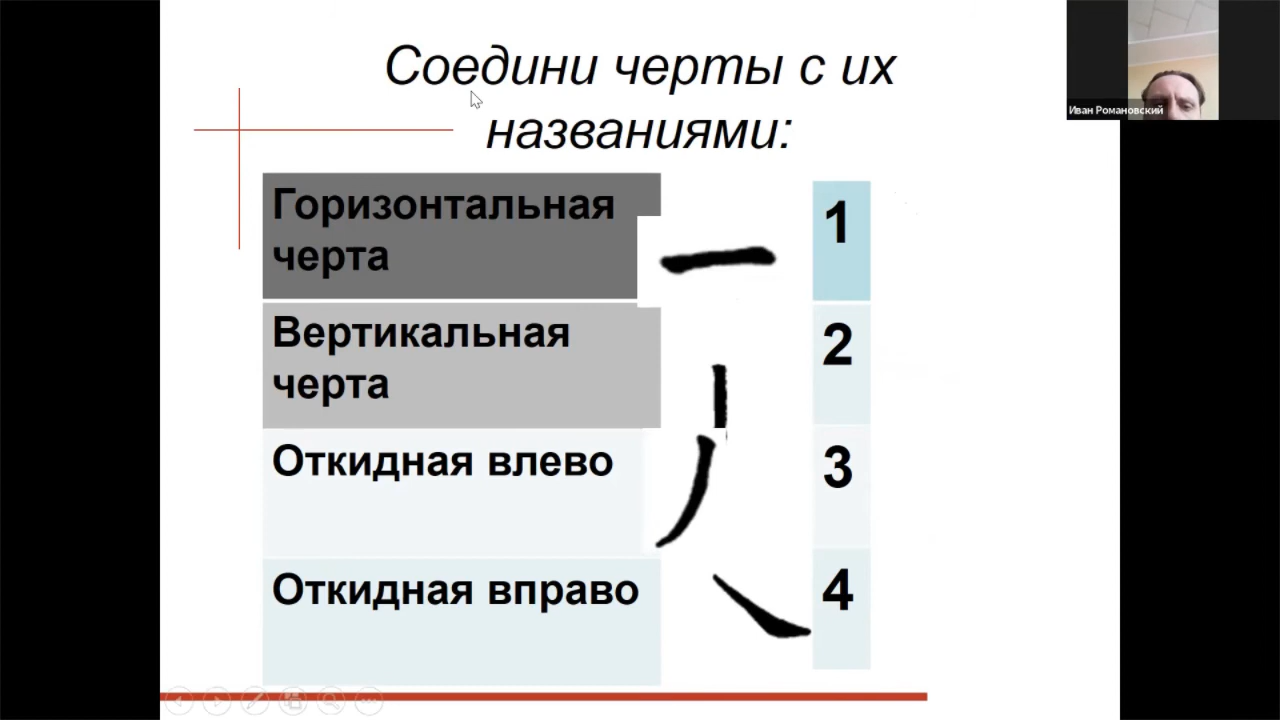 Соедини черты с их
названиями:
Иван Романовский
Горизонтальная
черта
1
Вертикальная
черта
2
Откидная влево
3
Откидная вправо
4